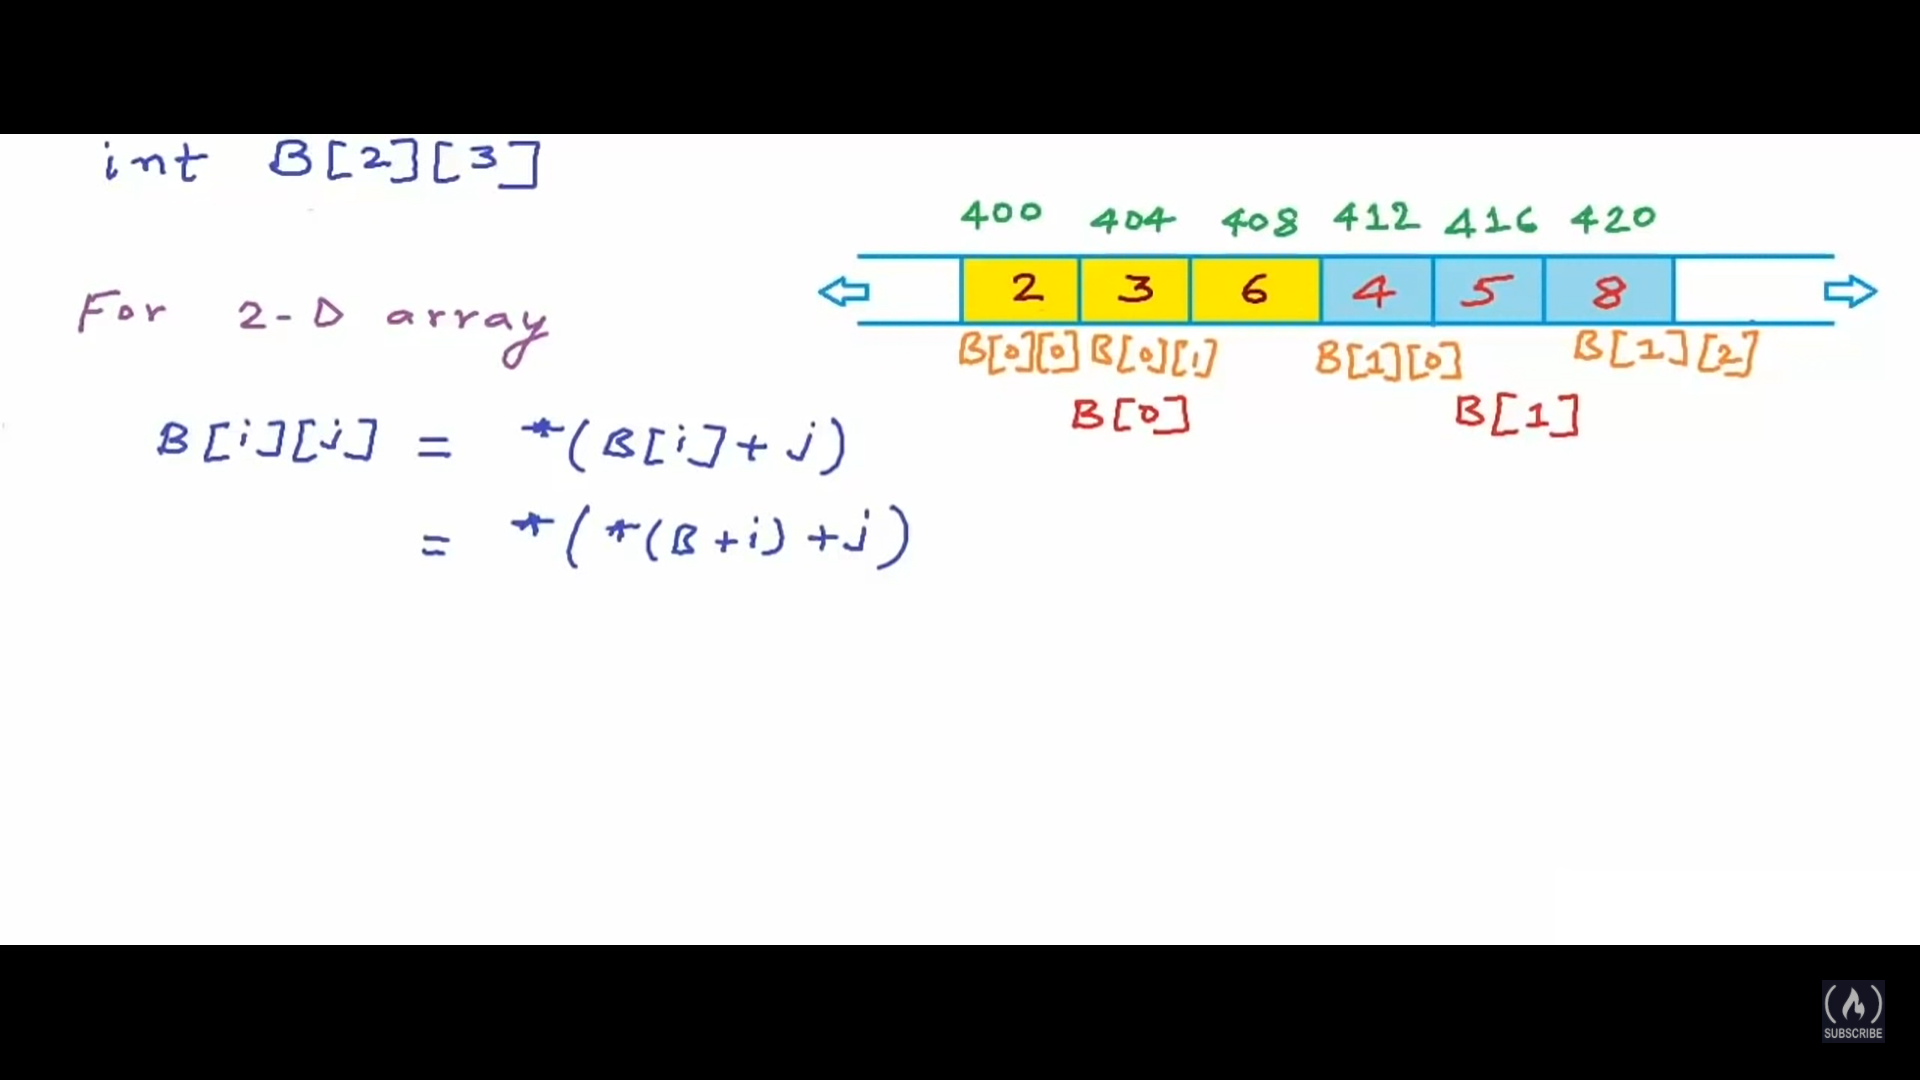 int B[2][3]
400 404 408 412 416 420
2 3 6 4 5 8
B[0][0] B[0][1] B[1][0] B[1][2]
B[0] B[1]
For 2-D array
B[i][j] = *(B[i]+ j)
= *(*(B+i)+j)
SUBSCRIBE